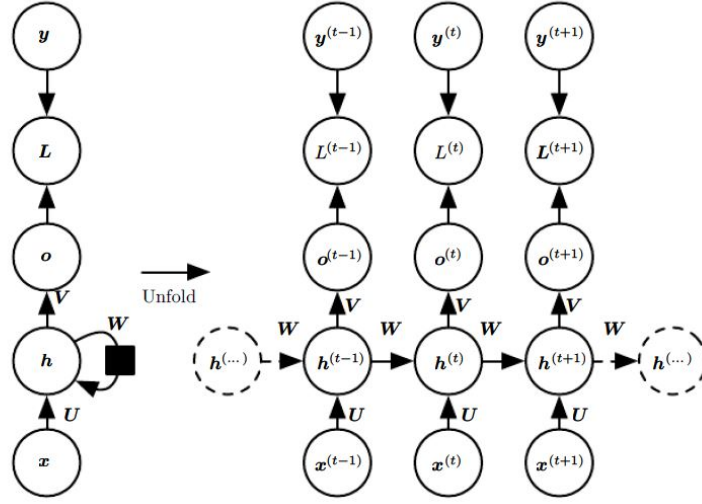 y y^(t−1) y^(t) y^(t+1)
L L^(t−1) L^(t) L^(t+1)
o o^(t−1) o^(t) o^(t+1)
Unfold
V V V V
W W W W W
h h^(...) h^(t−1) h^(t) h^(t+1) h^(...)
U U U U
x x^(t−1) x^(t) x^(t+1)